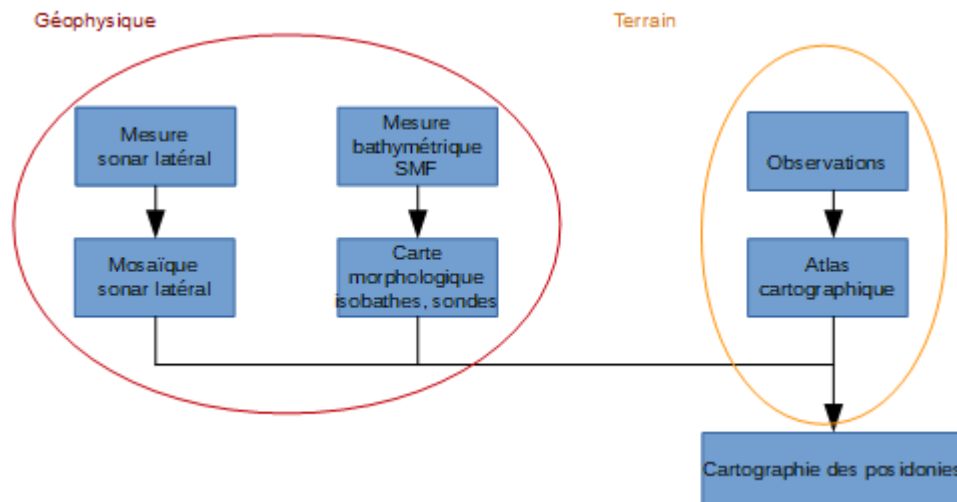 Géophysique
Terrain
Mesure
sonar latéral
Mesure
bathymétrique
SMF
Observations
Mosaïque
sonar latéral
Carte
morphologique
isobathes, sondes
Atlas
cartographique
Cartographie des posidonies